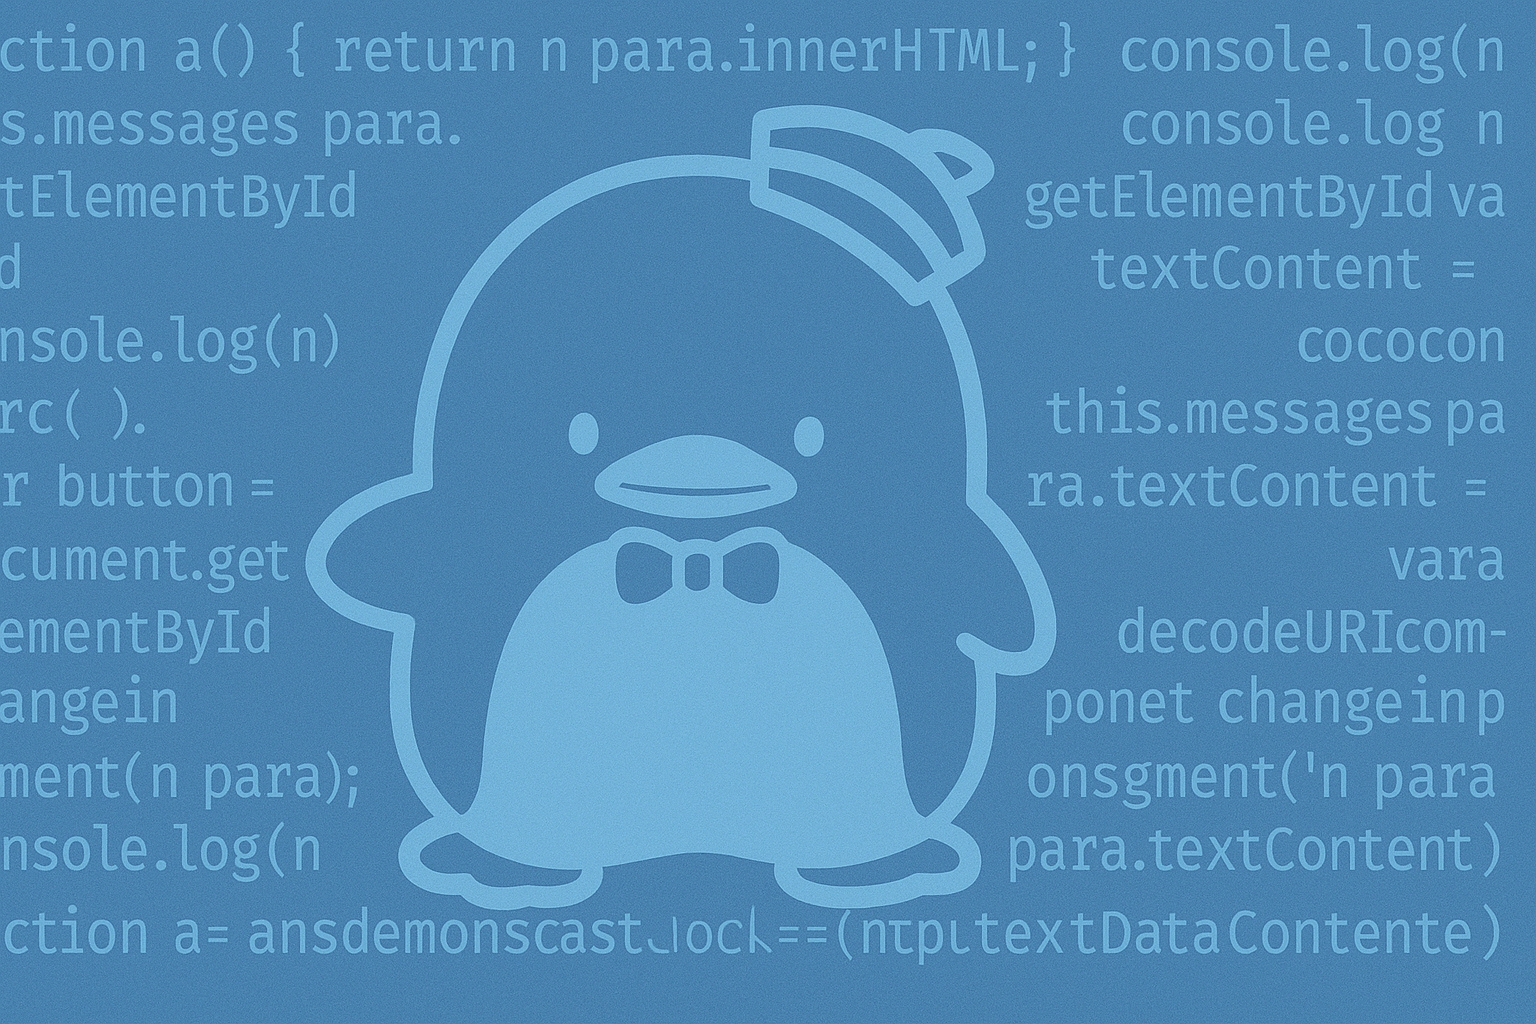 ction a() { return n para.innerHTML; } console.log(n
s.messages para. console.log n
tElementById getElementById va
d textContent =
nsole.log(n) cococon
rc( ). this.messages pa
r button = ra.textContent =
cument.get vara
ementById decodeURIcom-
angein ponet changein p
ment(n para); onsgment('n para
nsole.log(n para.textContent)
ction a= ansdemonscast ==( textDataContente)